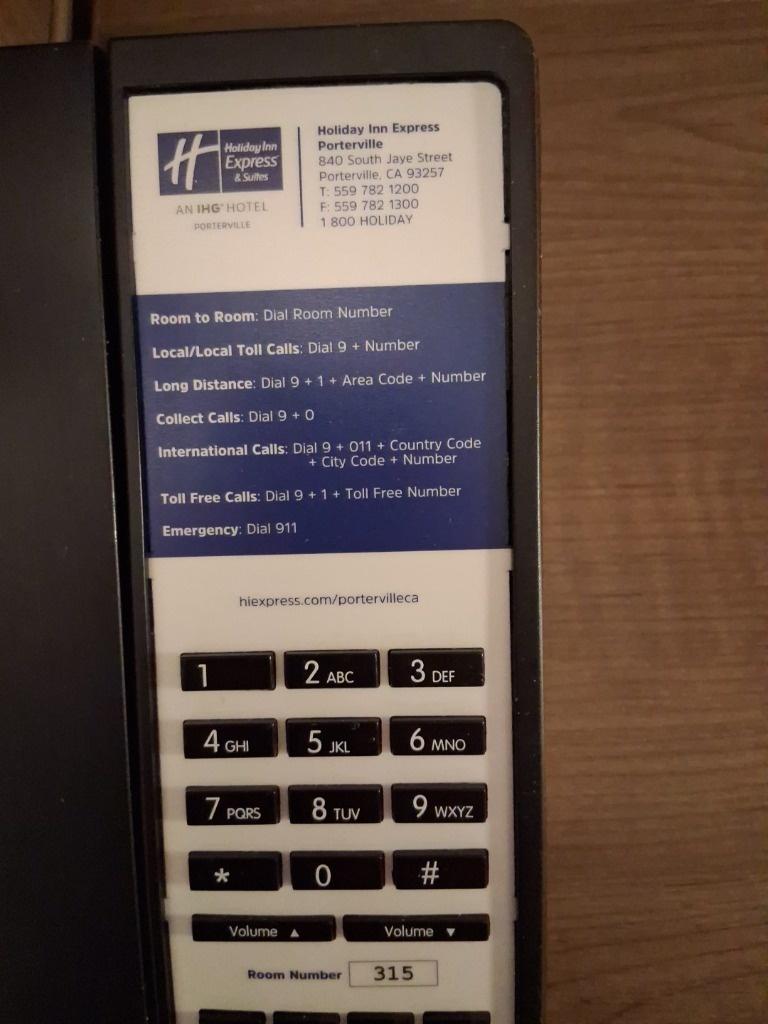 H Holiday Inn
Express
& Suites
AN IHG® HOTEL
PORTERVILLE
Holiday Inn Express
Porterville
840 South Jaye Street
Porterville, CA 93257
T: 559 782 1200
F: 559 782 1300
1 800 HOLIDAY
Room to Room: Dial Room Number
Local/Local Toll Calls: Dial 9 + Number
Long Distance: Dial 9 + 1 + Area Code + Number
Collect Calls: Dial 9 + 0
International Calls: Dial 9 + 011 + Country Code
+ City Code + Number
Toll Free Calls: Dial 9 + 1 + Toll Free Number
Emergency: Dial 911
hiexpress.com/portervilleca
1 2 ABC 3 DEF
4 GHI 5 JKL 6 MNO
7 PQRS 8 TUV 9 WXYZ
* 0 #
Volume ▲ Volume ▼
Room Number 315